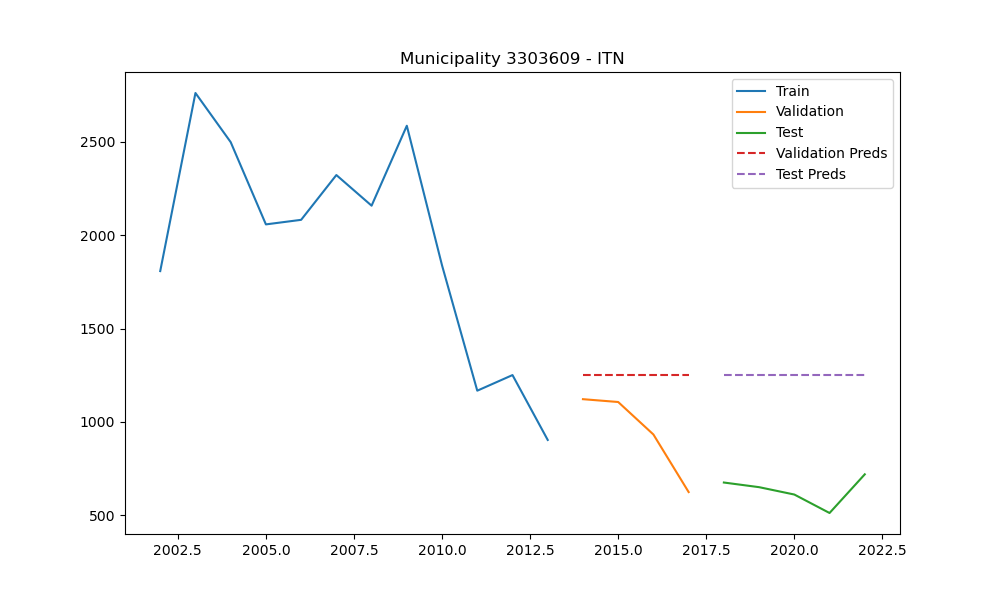 Municipality 3303609 - ITN
Train
Validation
Test
Validation Preds
Test Preds
2500
2000
1500
1000
500
2002.5 2005.0 2007.5 2010.0 2012.5 2015.0 2017.5 2020.0 2022.5